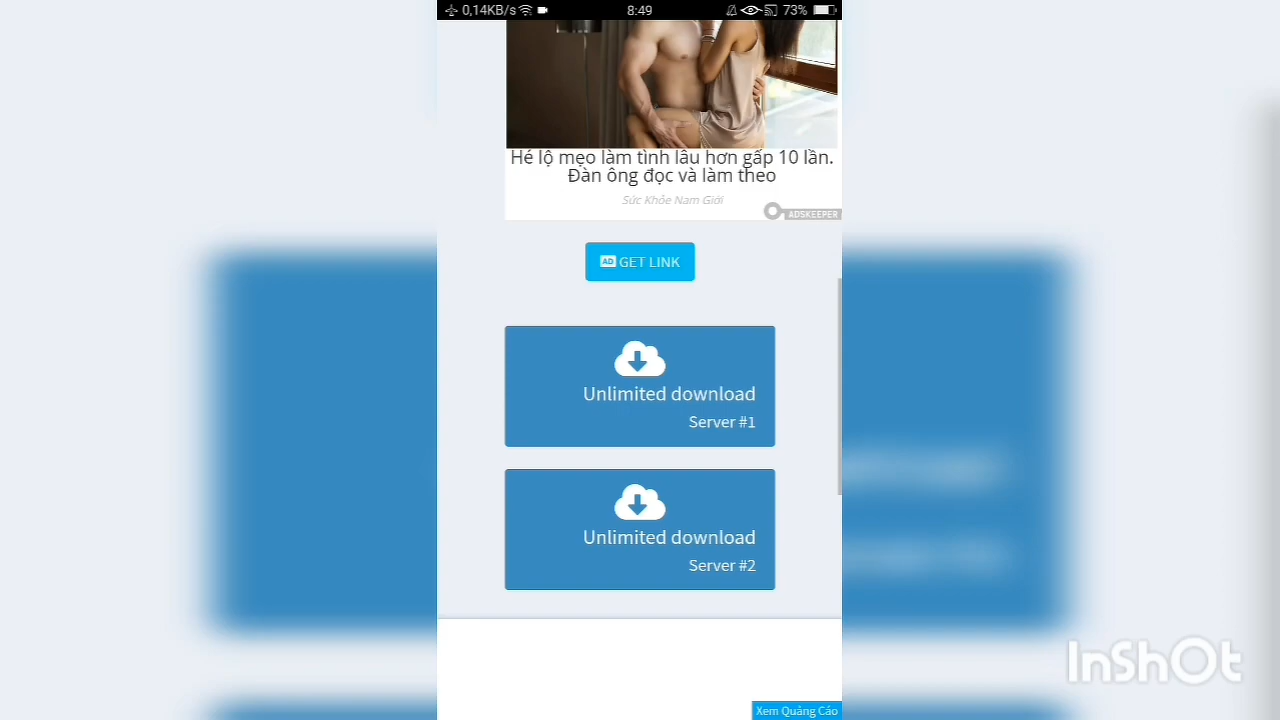 0,14KB/s
8:49
73%
Hé lộ mẹo làm tình lâu hơn gấp 10 lần.
Đàn ông đọc và làm theo
Sức Khỏe Nam Giới
ADSKEEPER
AD GET LINK
Unlimited download
Server #1
Unlimited download
Server #2
Xem Quảng Cáo
InShOt